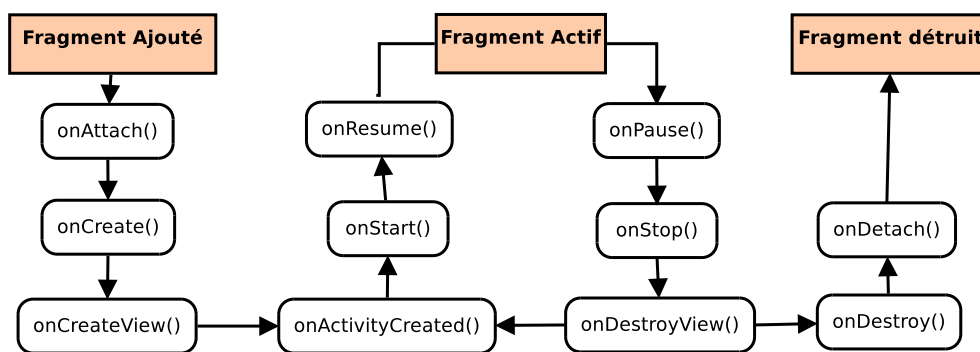 Fragment Ajouté
onAttach()
onCreate()
onCreateView()
onActivityCreated()
onStart()
onResume()
Fragment Actif
onPause()
onStop()
onDestroyView()
onDestroy()
onDetach()
Fragment détruit